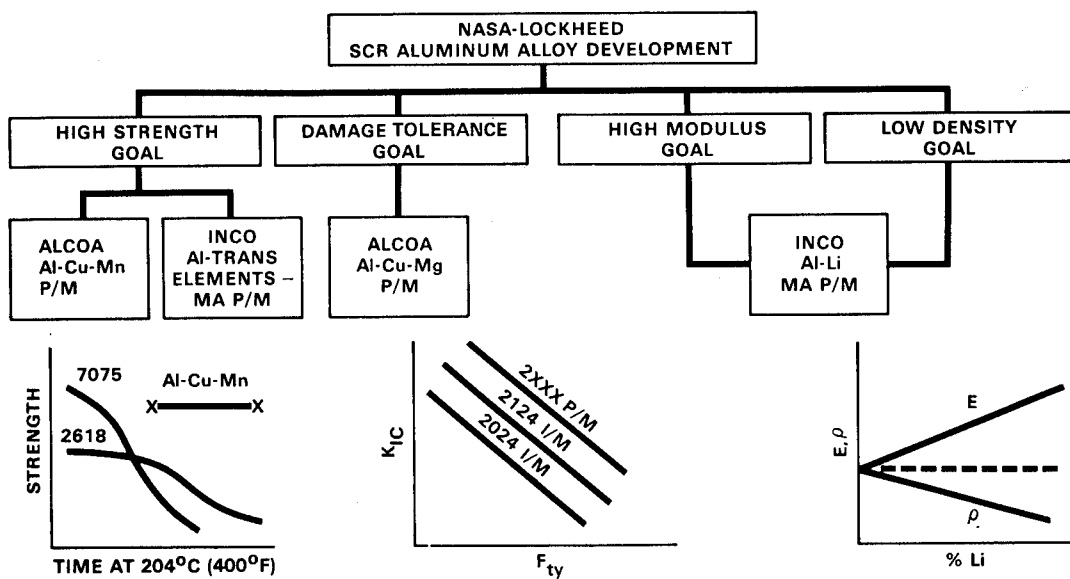 NASA-LOCKHEED
SCR ALUMINUM ALLOY DEVELOPMENT
HIGH STRENGTH
GOAL
DAMAGE TOLERANCE
GOAL
HIGH MODULUS
GOAL
LOW DENSITY
GOAL
ALCOA
Al-Cu-Mn
P/M
INCO
Al-TRANS
ELEMENTS –
MA P/M
ALCOA
Al-Cu-Mg
P/M
INCO
Al-Li
MA P/M
STRENGTH
7075
2618
Al-Cu-Mn
X X
TIME AT 204°C (400°F)
K_IC
2XXX P/M
2124 I/M
2024 I/M
F_ty
E, ρ
E
ρ
% Li